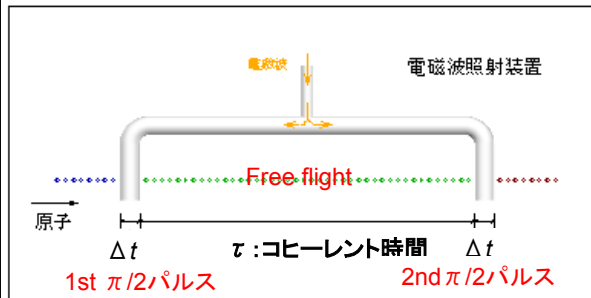 電磁波
電磁波照射装置
Free flight
原子
Δt
τ:コヒーレント時間
Δt
1st π/2パルス
2nd π/2パルス